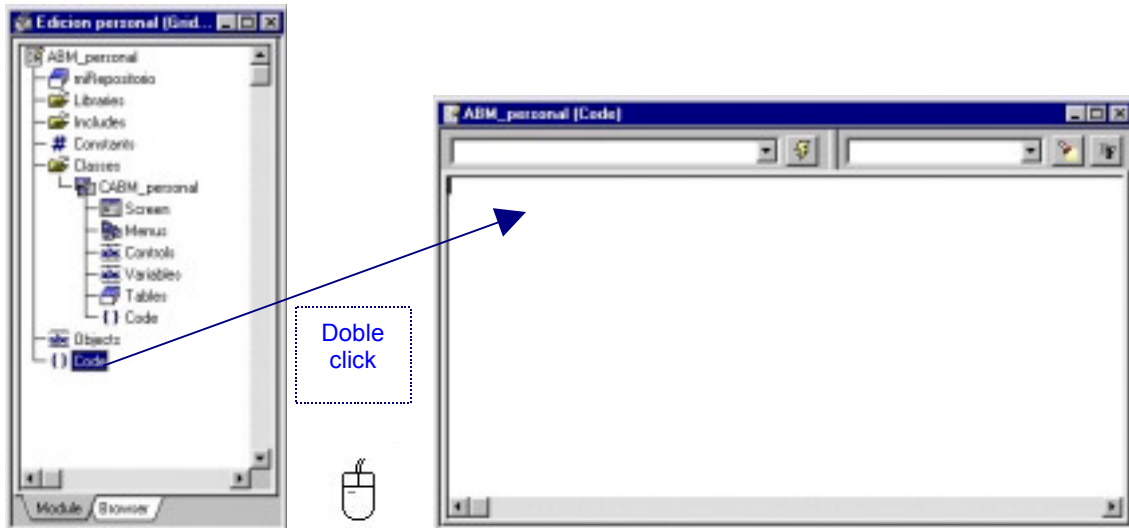 Edicion personal (Grid...
ABM_personal
miRepositorio
Libraries
Includes
# Constants
Classes
CABM_personal
Screen
Menus
Controls
Variables
Tables
{} Code
Objects
{} Code
Module
Browser
Doble
click
ABM_personal (Code)